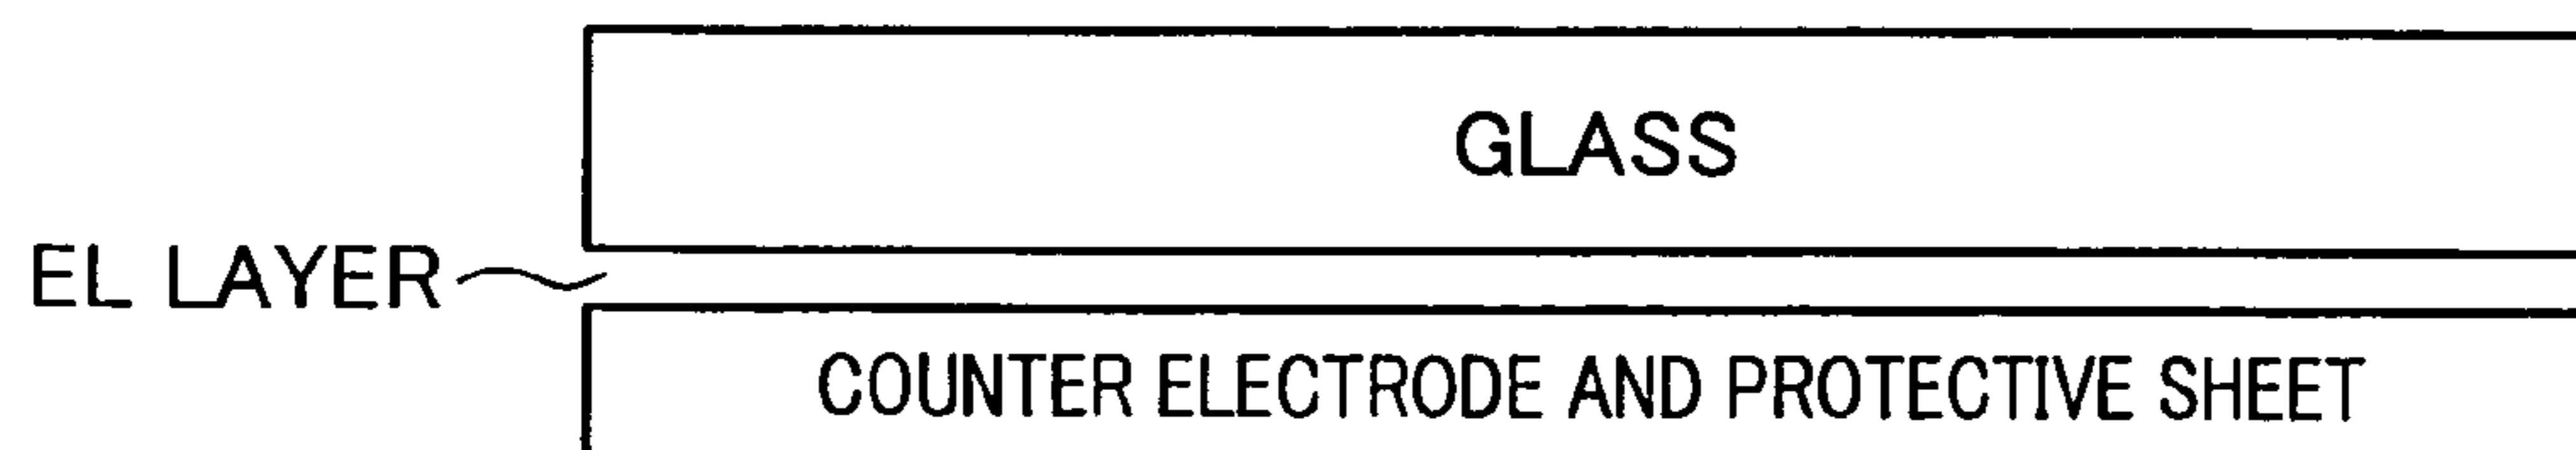 GLASS
EL LAYER
COUNTER ELECTRODE AND PROTECTIVE SHEET